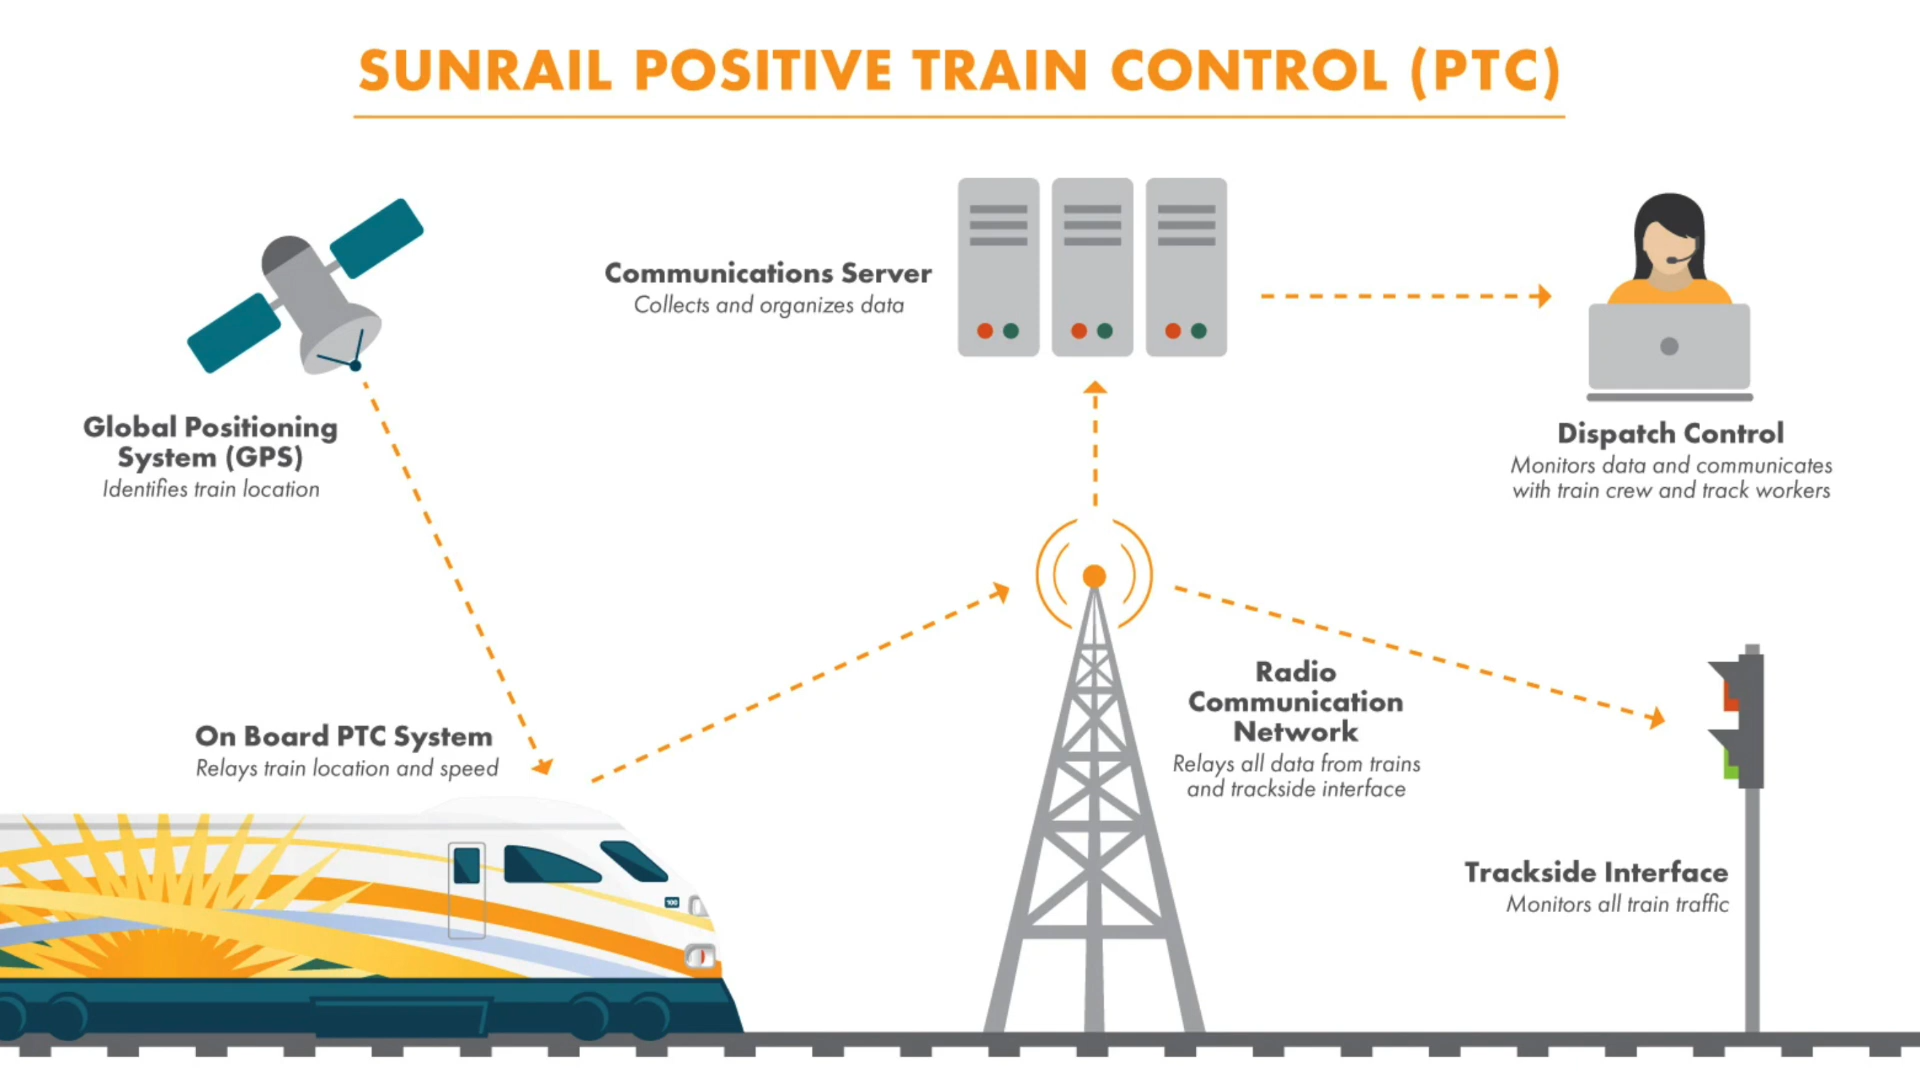 SUNRAIL POSITIVE TRAIN CONTROL (PTC)
Communications Server
Collects and organizes data
Global Positioning
System (GPS)
Identifies train location
Dispatch Control
Monitors data and communicates
with train crew and track workers
On Board PTC System
Relays train location and speed
Radio
Communication
Network
Relays all data from trains
and trackside interface
Trackside Interface
Monitors all train traffic
100